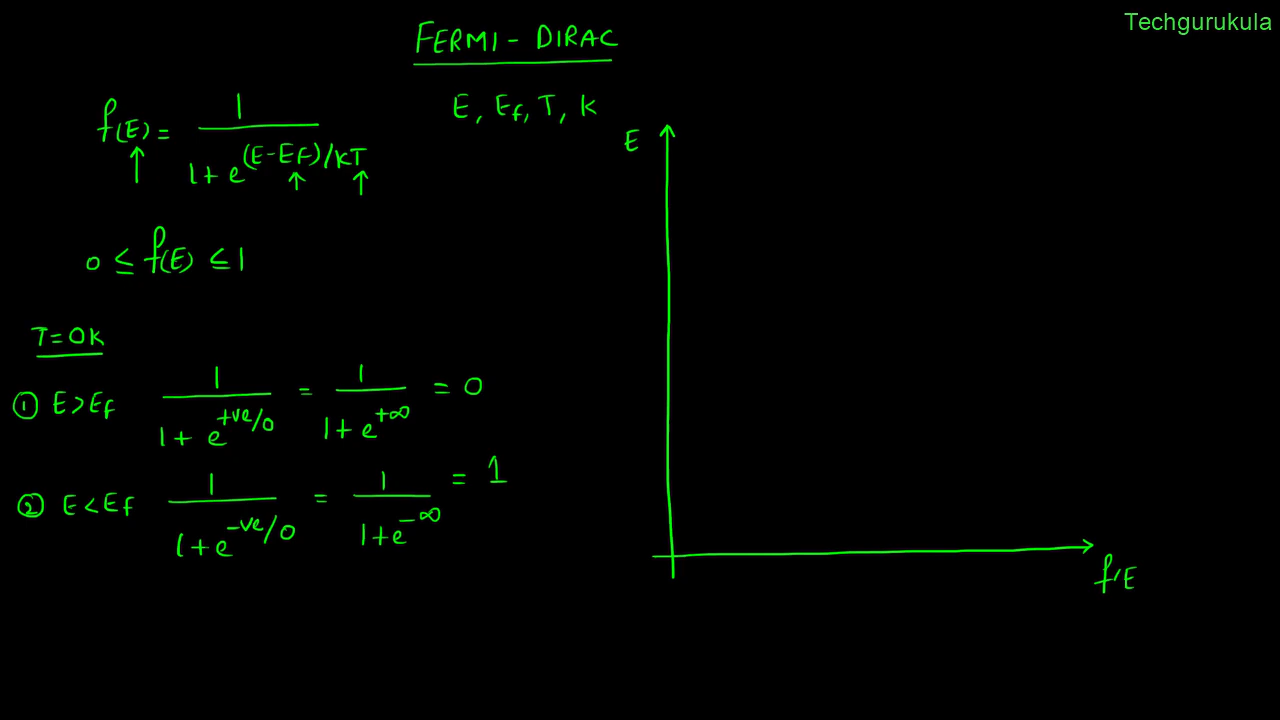 Techgurukula
FERMI - DIRAC
E, Ef, T, K
f(E) = 1 / 1 + e^(E-EF)/KT
0 ≤ f(E) ≤ 1
T=0K
① E>EF 1 / 1 + e^+ve/0 = 1 / 1 + e^+∞ = 0
② E<EF 1 / 1+e^-ve/0 = 1 / 1+e^-∞ = 1
E
f(E